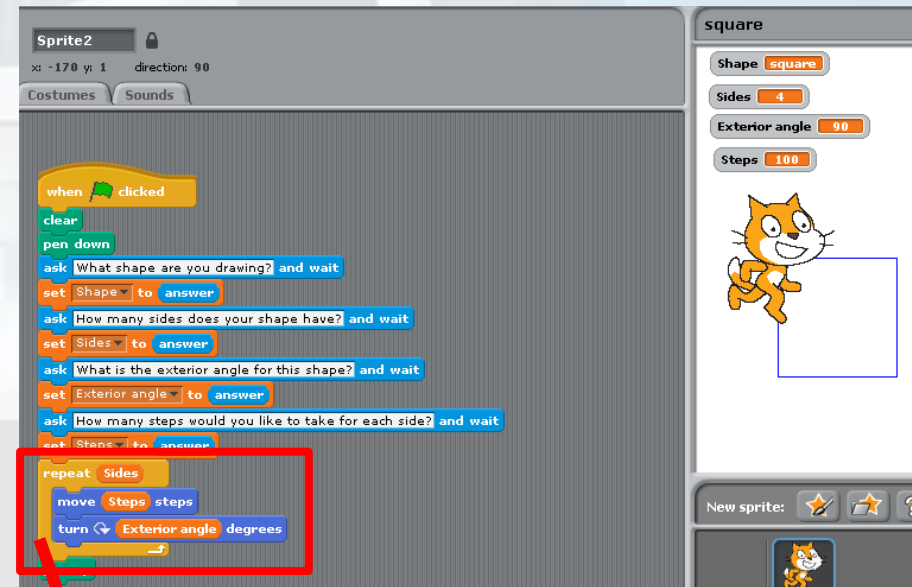 Sprite2
x: -170 y: 1 direction: 90
Costumes Sounds
when clicked
clear
pen down
ask What shape are you drawing? and wait
set Shape to answer
ask How many sides does your shape have? and wait
set Sides to answer
ask What is the exterior angle for this shape? and wait
set Exterior angle to answer
ask How many steps would you like to take for each side? and wait
set Steps to answer
repeat Sides
move Steps steps
turn Exterior angle degrees
square
Shape square
Sides 4
Exterior angle 90
Steps 100
New sprite: